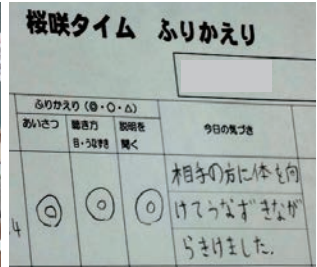 桜咲タイム ふりかえり
ふりかえり(◎・○・△)
あいさつ 聴き方 目・うなずき 説明を聞く 今日の気づき
.4 ◎ ◎ ◎
相手の方に体を向
けてうなずきなが
らきけました.